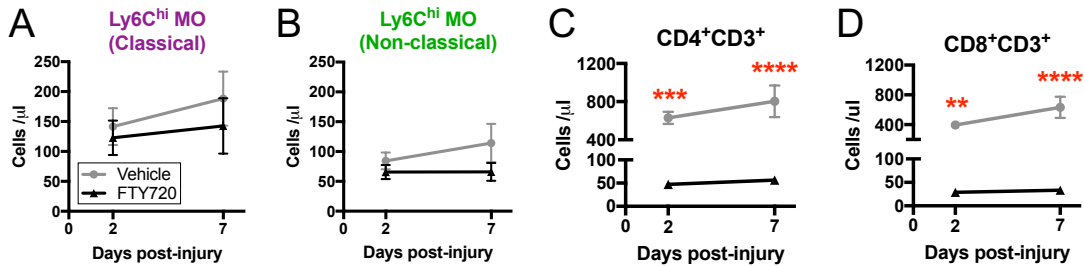 A
Ly6Chi MO
(Classical)
Cells /µl
250
200
150
100
50
0
Vehicle
FTY720
0
2
7
Days post-injury
B
Ly6Chi MO
(Non-classical)
Cells /µl
250
200
150
100
50
0
0
2
7
Days post-injury
C
CD4+CD3+
Cells /µl
1200
800
400
100
50
0
***
****
0
2
7
Days post-injury
D
CD8+CD3+
Cells /ul
1200
800
400
100
50
0
**
****
0
2
7
Days post-injury